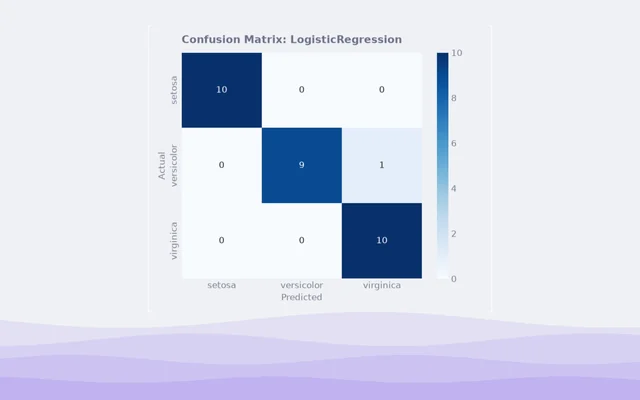 Confusion Matrix: LogisticRegression
10
10 0 0
8
setosa
6
0 9 1
Actual
versicolor
4
2
0 0 10
virginica
0
setosa versicolor virginica
Predicted